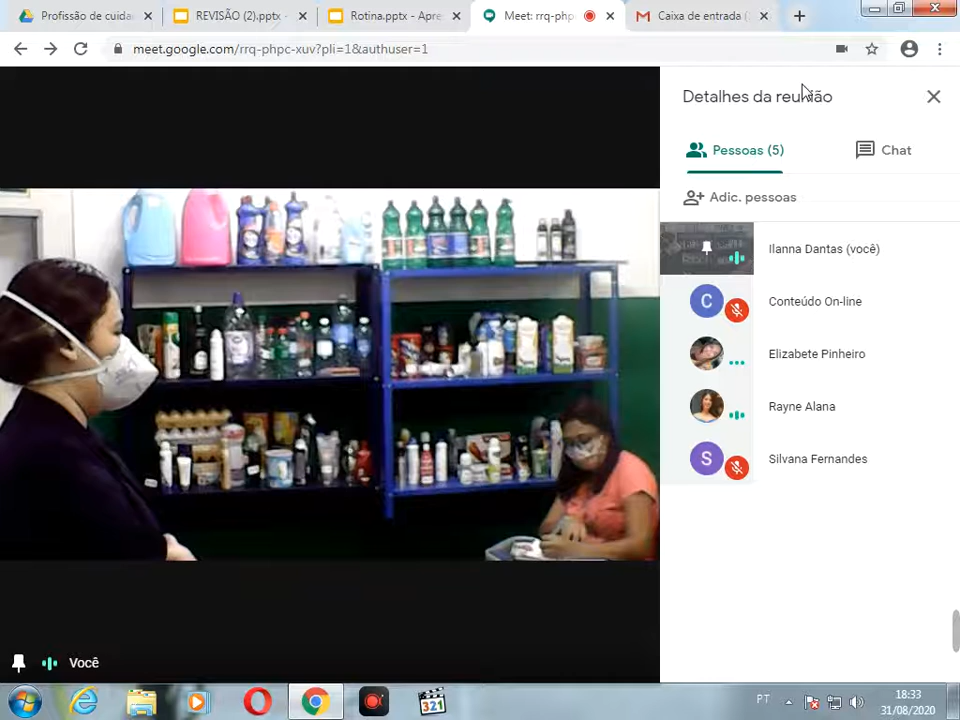 Profissão de cuida
REVISÃO (2).pptx -
Rotina.pptx - Apre
Meet: rrq-php
Caixa de entrada (
meet.google.com/rrq-phpc-xuv?pli=1&authuser=1
Detalhes da reunião
Pessoas (5)
Chat
Adic. pessoas
Ilanna Dantas (você)
C
Conteúdo On-line
Elizabete Pinheiro
Rayne Alana
S
Silvana Fernandes
Você
321
PT
18:33
31/08/2020